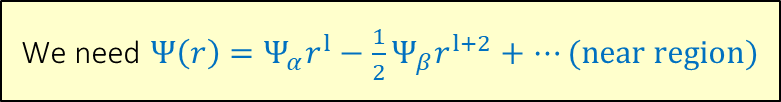 We need Ψ(r) = Ψ_α r^l − ½ Ψ_β r^{l+2} + ⋯ (near region)